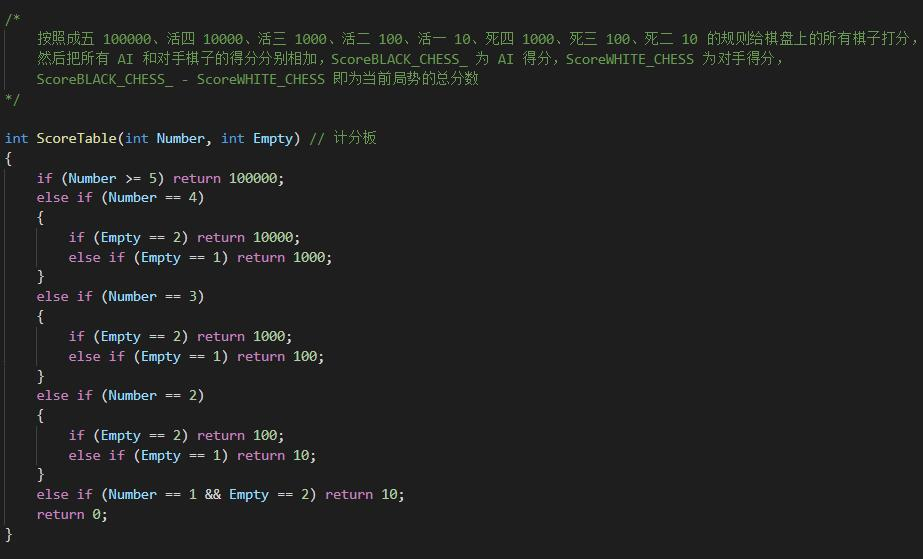 /*
    按照成五 100000、活四 10000、活三 1000、活二 100、活一 10、死四 1000、死三 100、死二 10 的规则给棋盘上的所有棋子打分，
    然后把所有 AI 和对手棋子的得分分别相加，ScoreBLACK_CHESS_ 为 AI 得分，ScoreWHITE_CHESS 为对手得分，
    ScoreBLACK_CHESS_ - ScoreWHITE_CHESS 即为当前局势的总分数
*/
int ScoreTable(int Number, int Empty) // 计分板
{
    if (Number >= 5) return 100000;
    else if (Number == 4)
    {
        if (Empty == 2) return 10000;
        else if (Empty == 1) return 1000;
    }
    else if (Number == 3)
    {
        if (Empty == 2) return 1000;
        else if (Empty == 1) return 100;
    }
    else if (Number == 2)
    {
        if (Empty == 2) return 100;
        else if (Empty == 1) return 10;
    }
    else if (Number == 1 && Empty == 2) return 10;
    return 0;
}